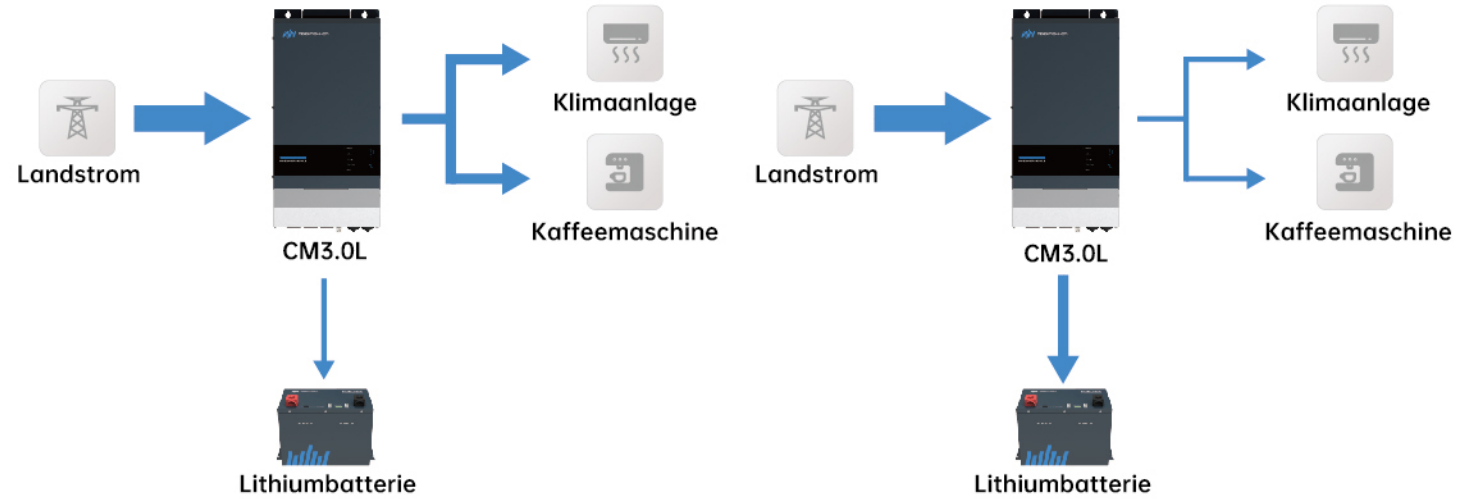 Klimaanlage
Landstrom
Kaffeemaschine
CM3.0L
Lithiumbatterie
Klimaanlage
Landstrom
Kaffeemaschine
CM3.0L
Lithiumbatterie